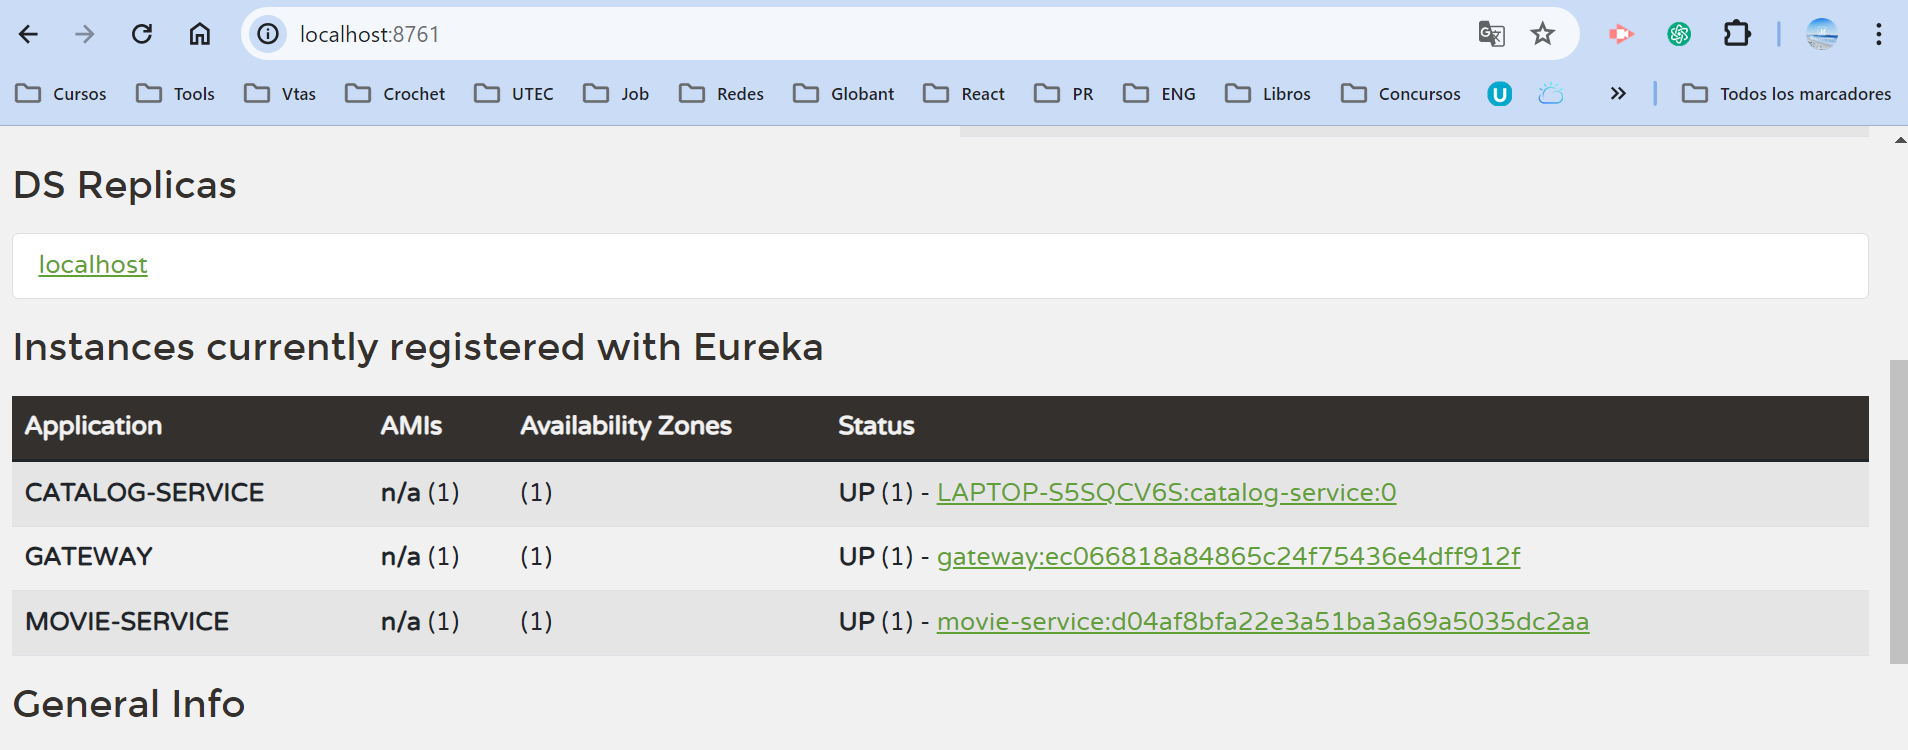 localhost:8761
Cursos Tools Vtas Crochet UTEC Job Redes Globant React PR ENG Libros Concursos U » Todos los marcadores
DS Replicas
localhost
Instances currently registered with Eureka
Application AMIs Availability Zones Status
CATALOG-SERVICE n/a (1) (1) UP (1) - LAPTOP-S5SQCV6S:catalog-service:0
GATEWAY n/a (1) (1) UP (1) - gateway:ec066818a84865c24f75436e4dff912f
MOVIE-SERVICE n/a (1) (1) UP (1) - movie-service:d04af8bfa22e3a51ba3a69a5035dc2aa
General Info